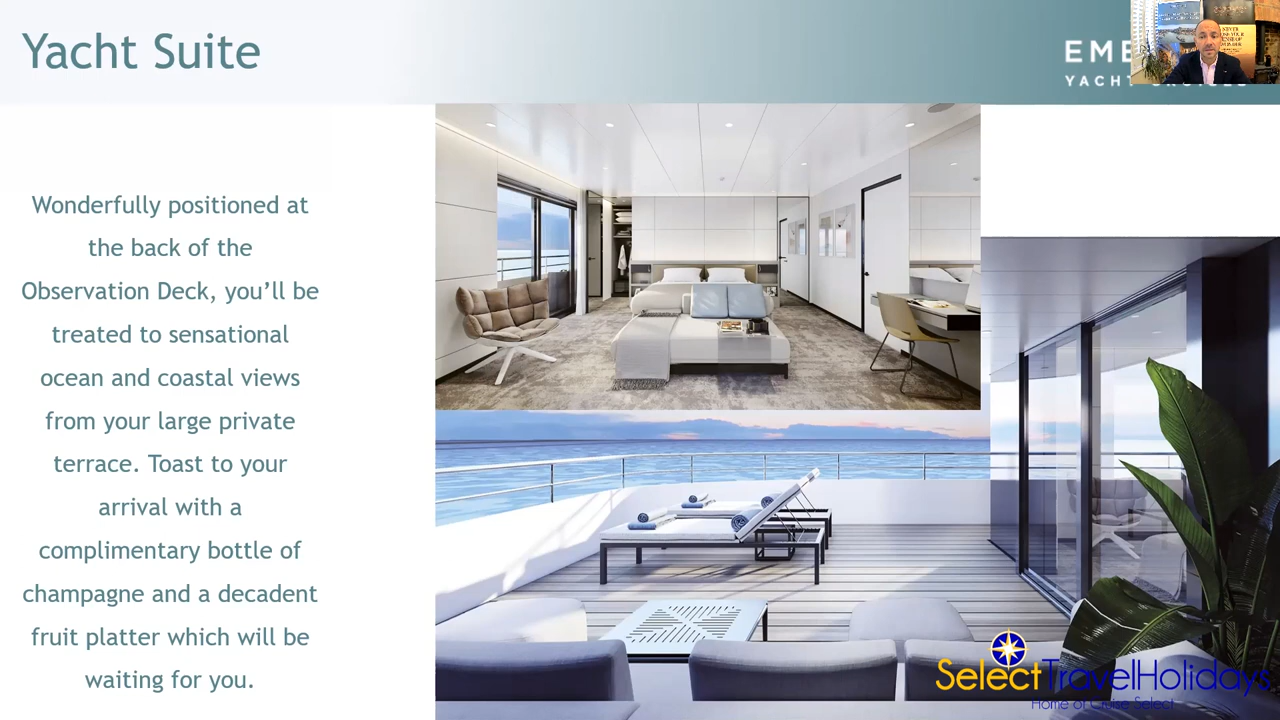 Yacht Suite
EME
YACHT
NEVER
Wonderfully positioned at
the back of the
Observation Deck, you’ll be
treated to sensational
ocean and coastal views
from your large private
terrace. Toast to your
arrival with a
complimentary bottle of
champagne and a decadent
fruit platter which will be
waiting for you.
SelectTravelHolidays
Home of Cruise Select